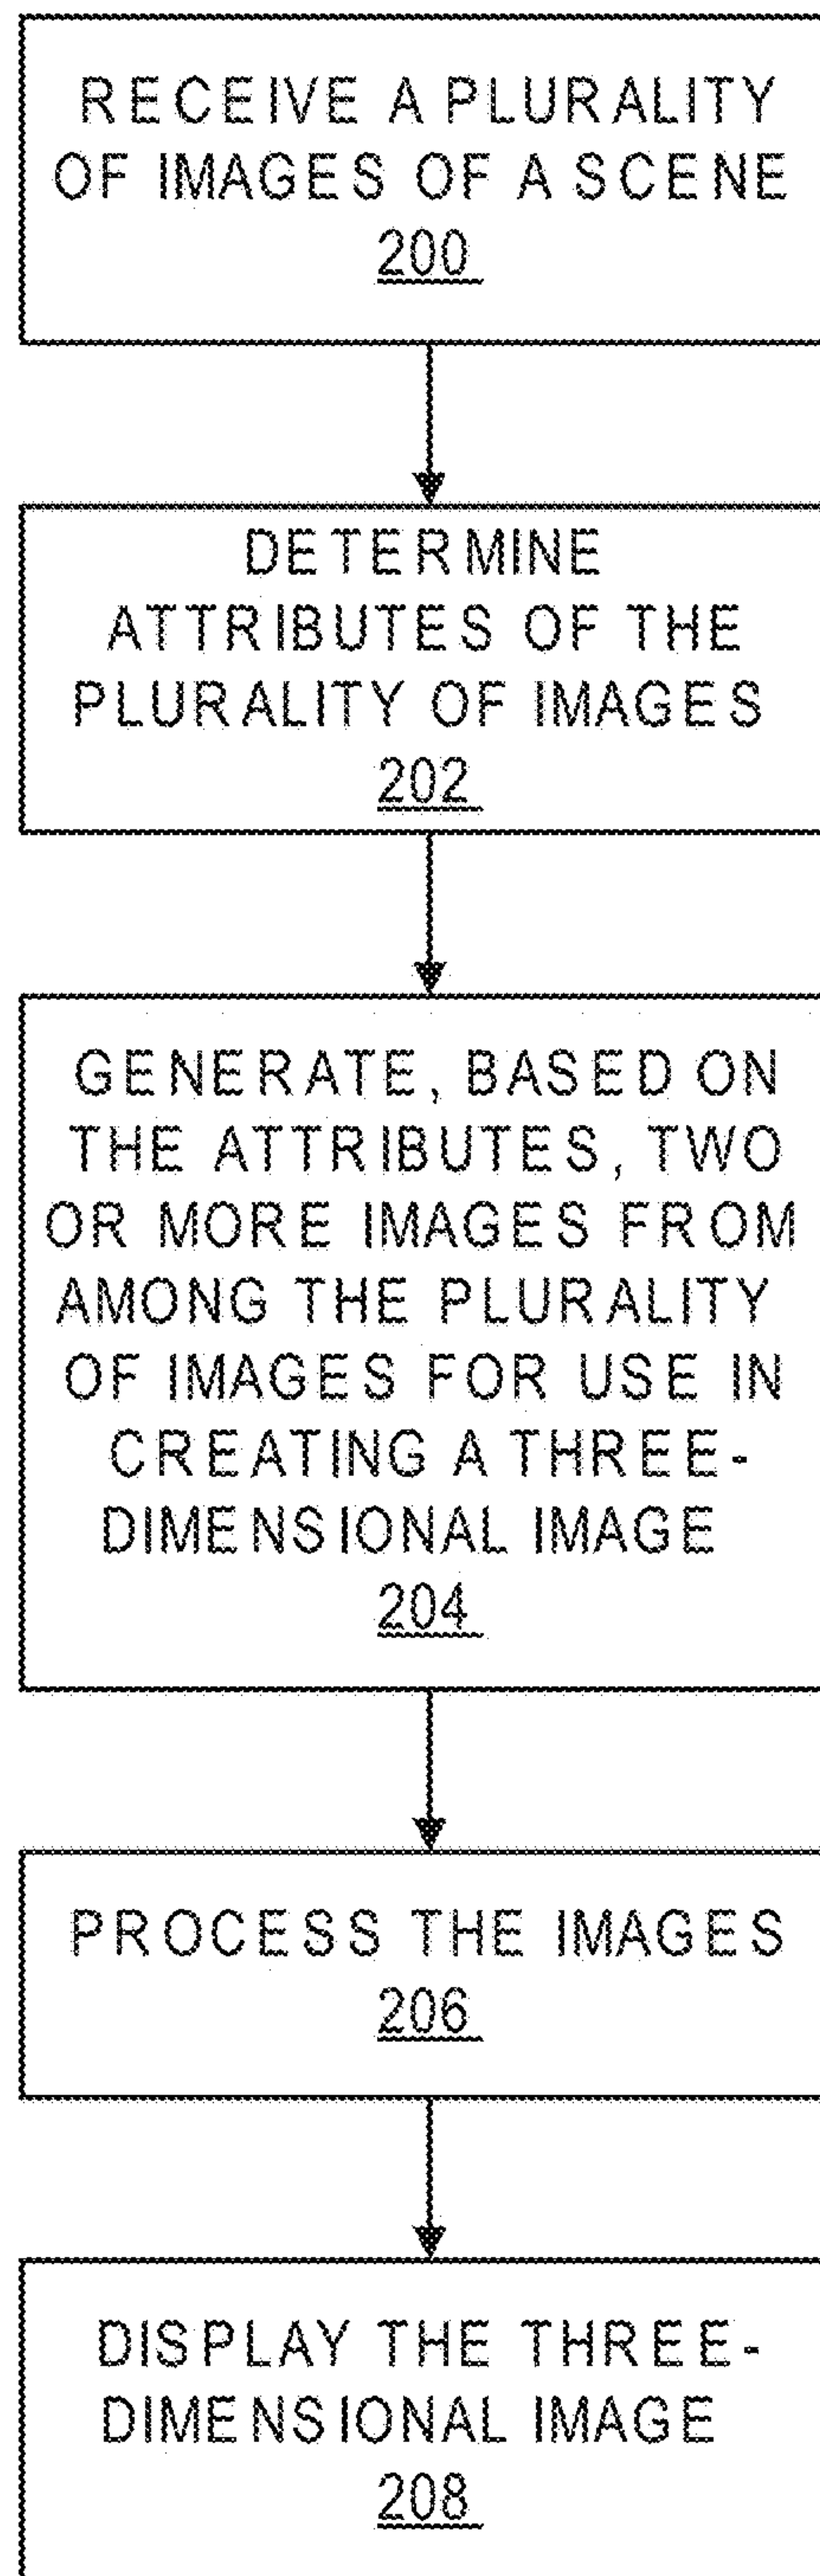 RECEIVE A PLURALITY
OF IMAGES OF A SCENE
200
DETERMINE
ATTRIBUTES OF THE
PLURALITY OF IMAGES
202
GENERATE, BASED ON
THE ATTRIBUTES, TWO
OR MORE IMAGES FROM
AMONG THE PLURALITY
OF IMAGES FOR USE IN
CREATING A THREE-
DIMENSIONAL IMAGE
204
PROCESS THE IMAGES
206
DISPLAY THE THREE-
DIMENSIONAL IMAGE
208